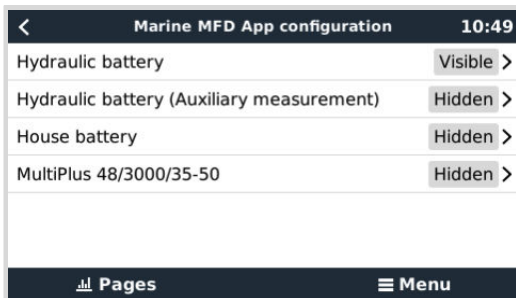 Marine MFD App configuration 10:49
Hydraulic battery Visible
Hydraulic battery (Auxiliary measurement) Hidden
House battery Hidden
MultiPlus 48/3000/35-50 Hidden
Pages Menu